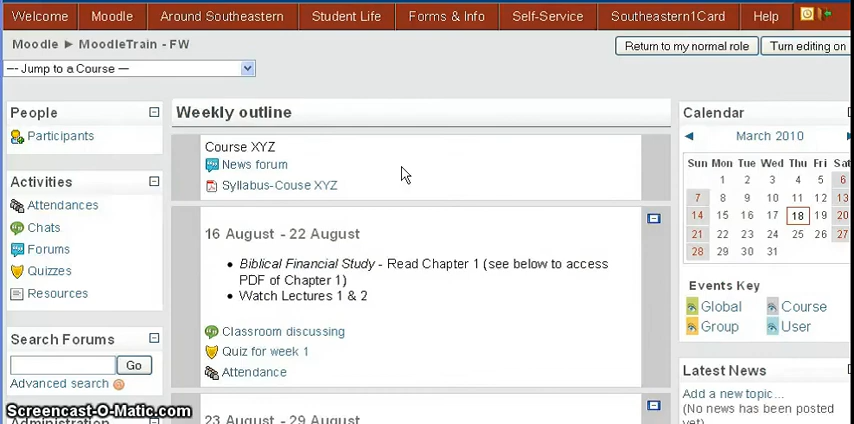 Welcome Moodle Around Southeastern Student Life Forms & Info Self-Service Southeastern1Card Help
Moodle ► MoodleTrain - FW
Return to my normal role Turn editing on
--- Jump to a Course ---
People
Participants
Activities
Attendances
Chats
Forums
Quizzes
Resources
Search Forums
Go
Advanced search
Administration
Weekly outline
Course XYZ
News forum
Syllabus-Couse XYZ
16 August - 22 August
• Biblical Financial Study - Read Chapter 1 (see below to access
PDF of Chapter 1)
• Watch Lectures 1 & 2
Classroom discussing
Quiz for week 1
Attendance
23 August - 29 August
Calendar
◄ March 2010 ►
Sun Mon Tue Wed Thu Fri Sat
1 2 3 4 5 6
7 8 9 10 11 12 13
14 15 16 17 18 19 20
21 22 23 24 25 26 27
28 29 30 31
Events Key
Global Course
Group User
Latest News
Add a new topic...
(No news has been posted
yet)
Screencast-O-Matic.com